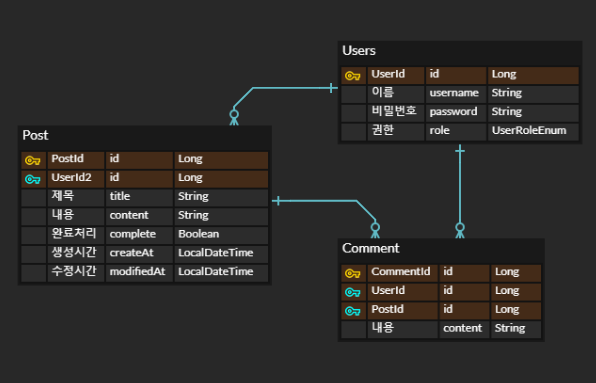 Users
UserId id Long
이름 username String
비밀번호 password String
권한 role UserRoleEnum
Post
PostId id Long
UserId2 id Long
제목 title String
내용 content String
완료처리 complete Boolean
생성시간 createAt LocalDateTime
수정시간 modifiedAt LocalDateTime
Comment
CommentId id Long
UserId id Long
PostId id Long
내용 content String